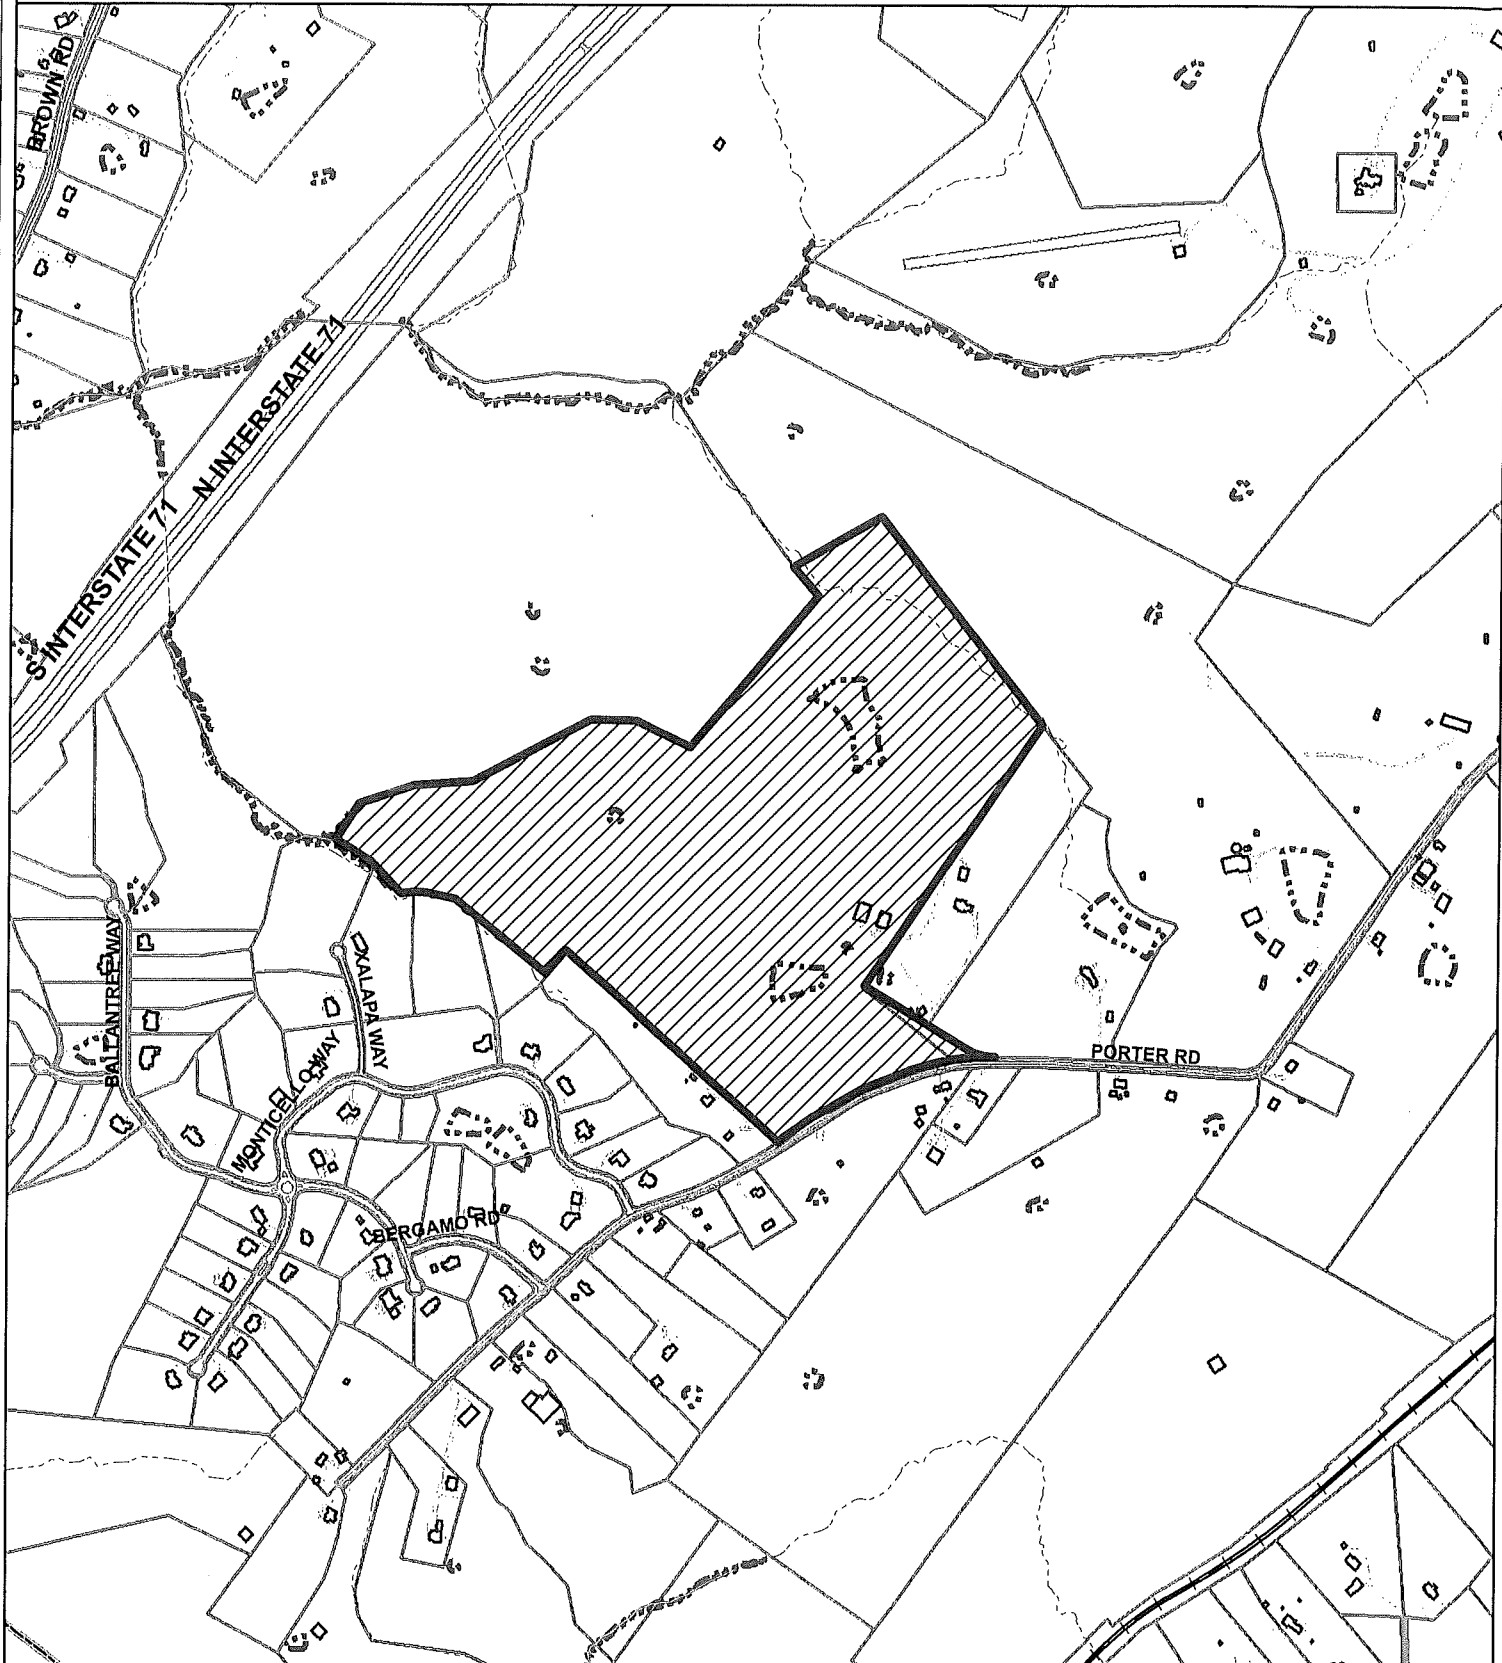 BROWN RD
N INTERSTATE 71
S INTERSTATE 71
BALLANTREE WAY
XALAPA WAY
MONTICELLO WAY
PORTER RD
BERGAMO RD